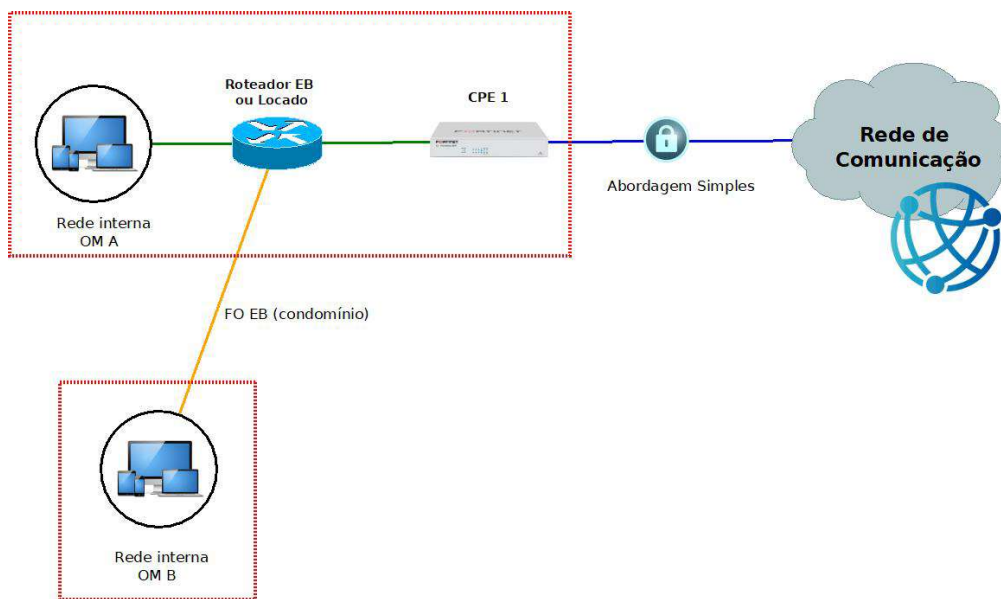 Roteador EB
ou Locado
CPE 1
FORTINET
Rede de
Comunicação
Abordagem Simples
Rede interna
OM A
FO EB (condomínio)
Rede interna
OM B